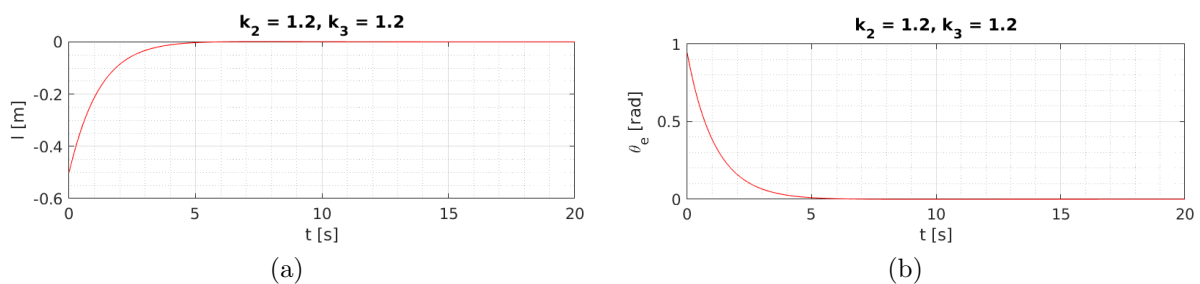 k2 = 1.2, k3 = 1.2
0
-0.2
-0.4
-0.6
l [m]
0 5 10 15 20
t [s]
(a)
k2 = 1.2, k3 = 1.2
1
0.5
0
θe [rad]
0 5 10 15 20
t [s]
(b)